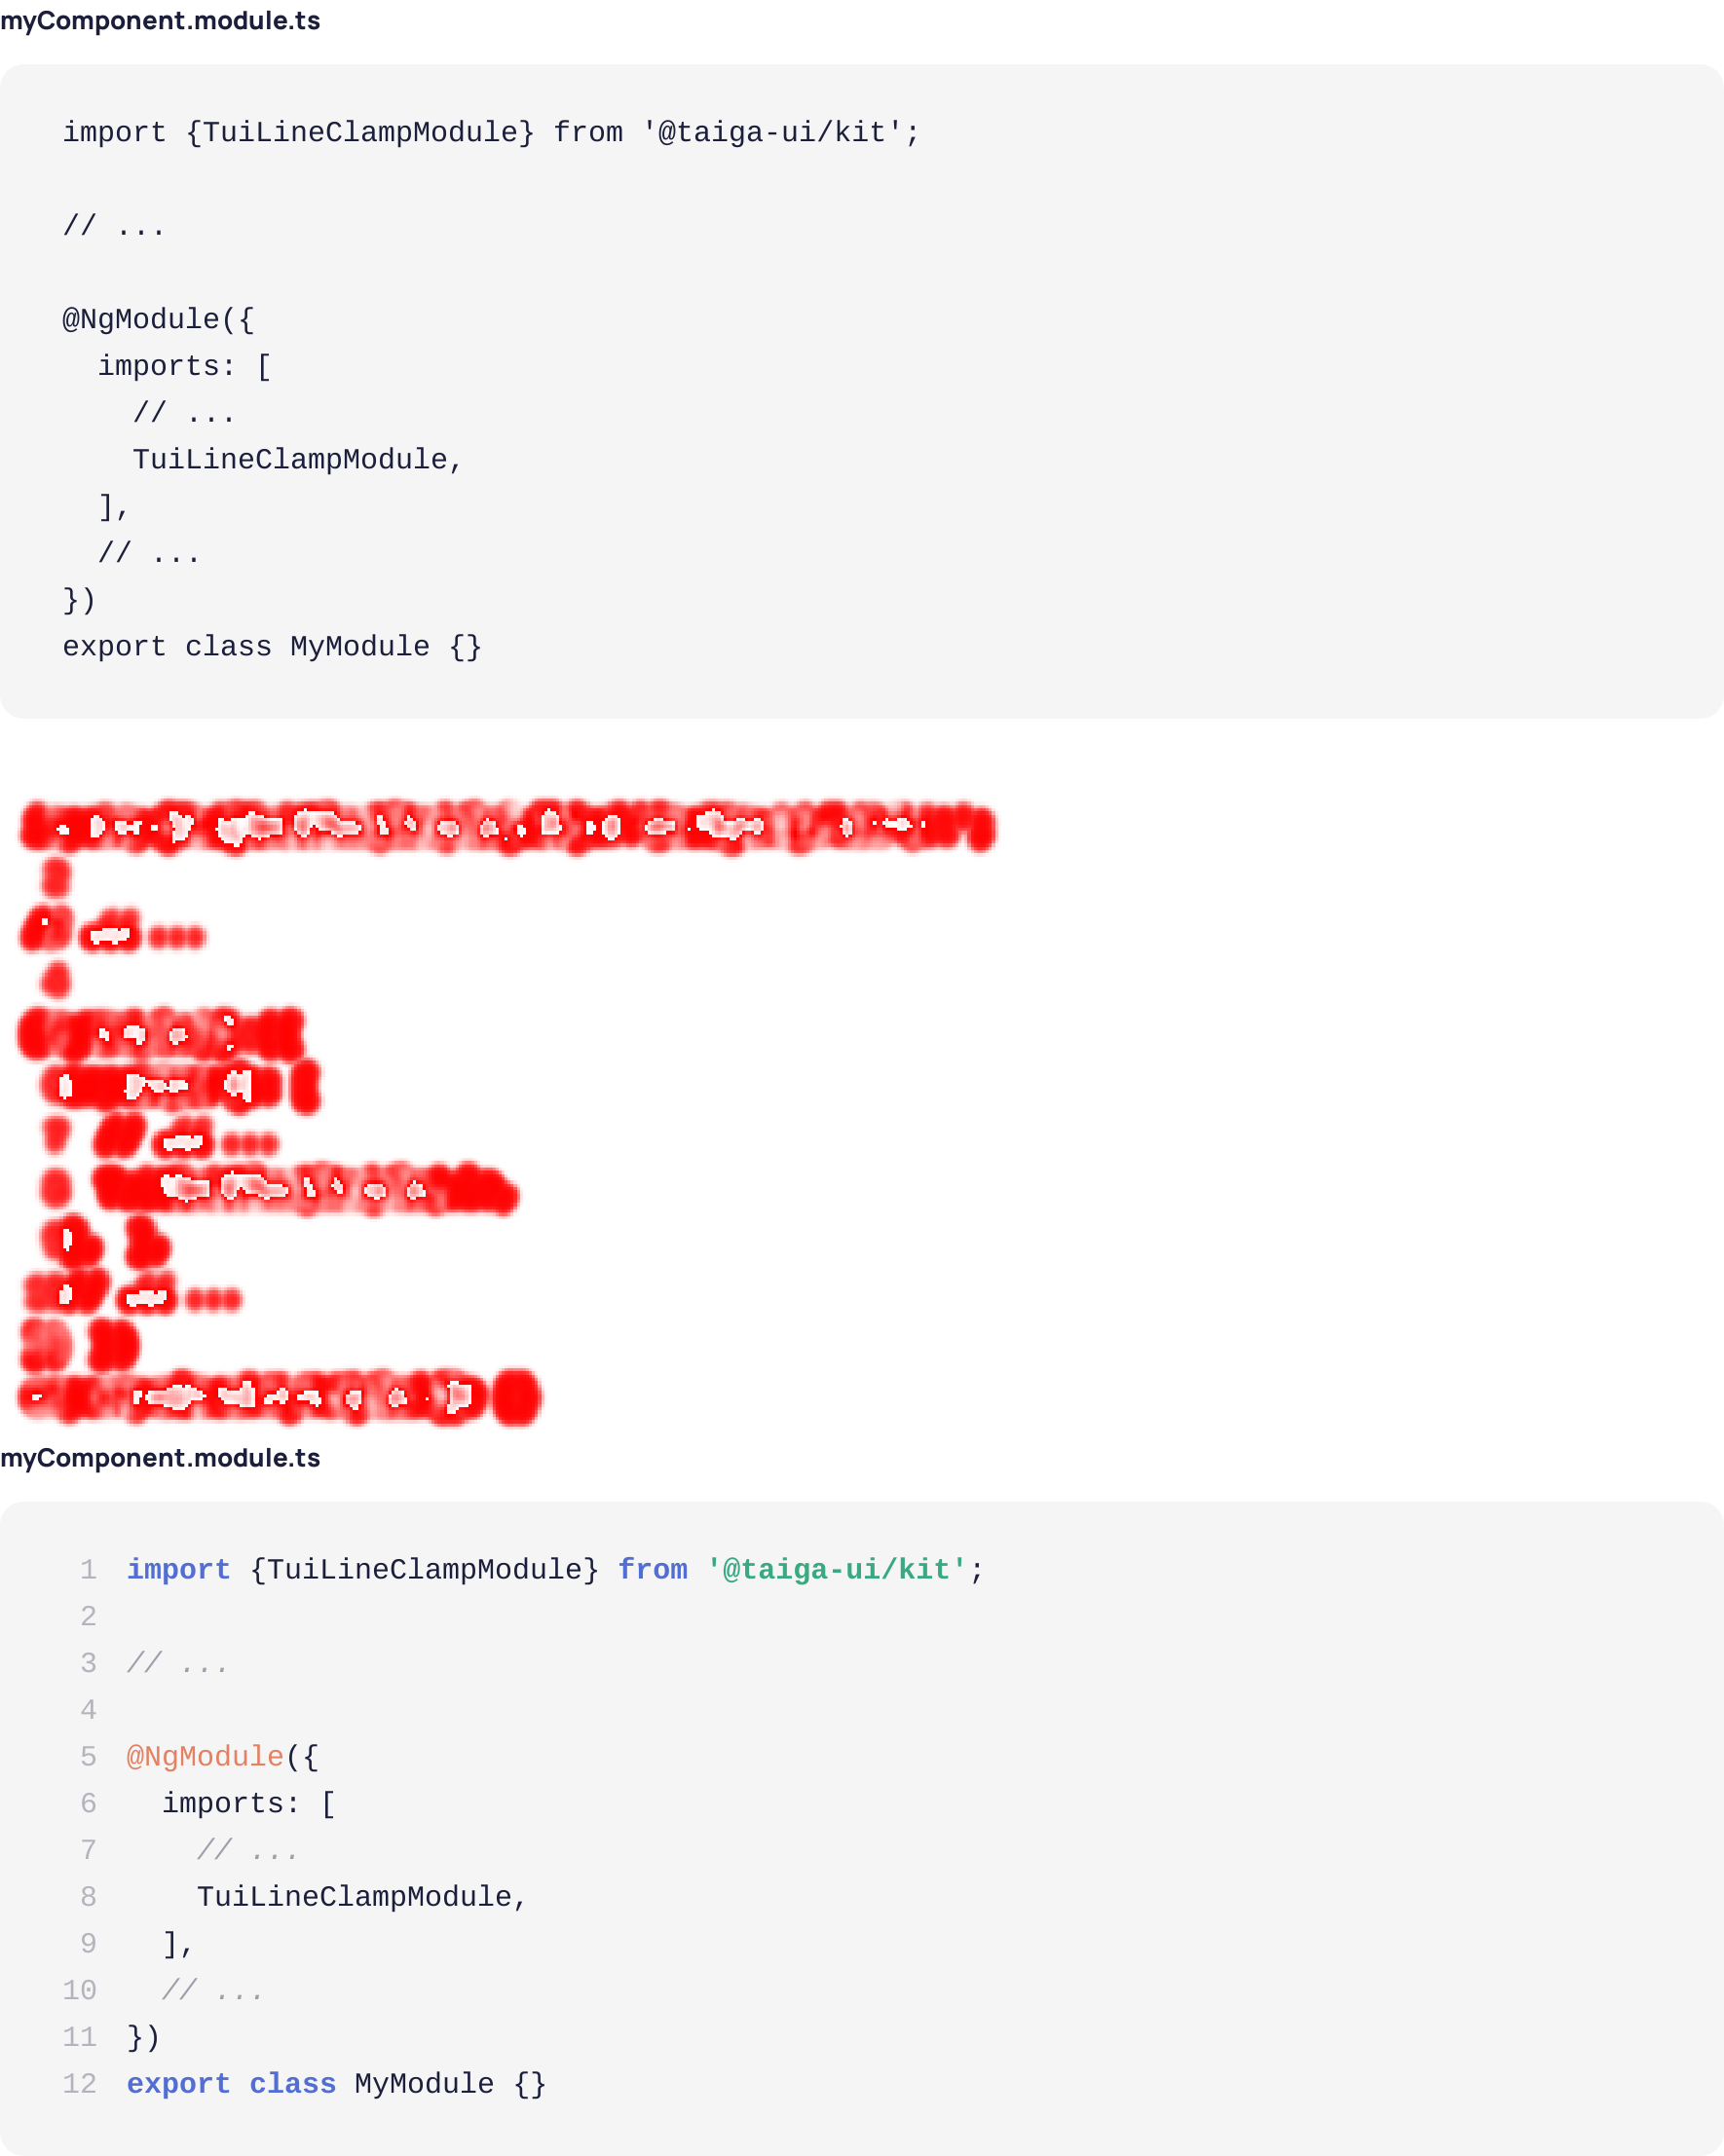 myComponent.module.ts
import {TuiLineClampModule} from '@taiga-ui/kit';
// ...
@NgModule({
  imports: [
    // ...
    TuiLineClampModule,
  ],
  // ...
})
export class MyModule {}
myComponent.module.ts
1 import {TuiLineClampModule} from '@taiga-ui/kit';
2
3 // ...
4
5 @NgModule({
6   imports: [
7     // ...
8     TuiLineClampModule,
9   ],
10   // ...
11 })
12 export class MyModule {}